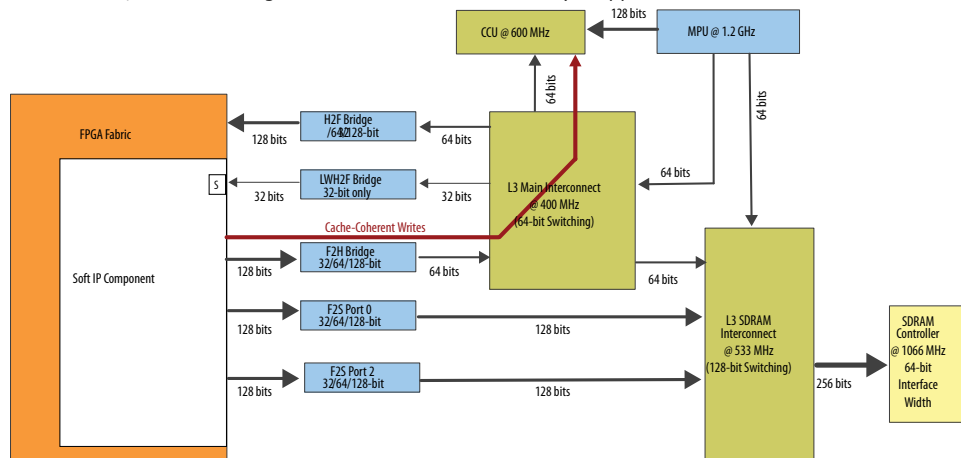 128 bits
CCU @ 600 MHz
MPU @ 1.2 GHz
64 bits
64 bits
FPGA Fabric
H2F Bridge
128-bit
128 bits
64 bits
S
LWH2F Bridge
32-bit only
32 bits
32 bits
64 bits
L3 Main Interconnect
@ 400 MHz
(64-bit Switching)
Cache-Coherent Writes
Soft IP Component
F2H Bridge
32/64/128-bit
128 bits
64 bits
64 bits
F2S Port 0
32/64/128-bit
128 bits
128 bits
L3 SDRAM
Interconnect
@ 533 MHz
(128-bit Switching)
SDRAM
Controller
@ 1066 MHz
64-bit
Interface
Width
F2S Port 2
32/64/128-bit
128 bits
128 bits
256 bits